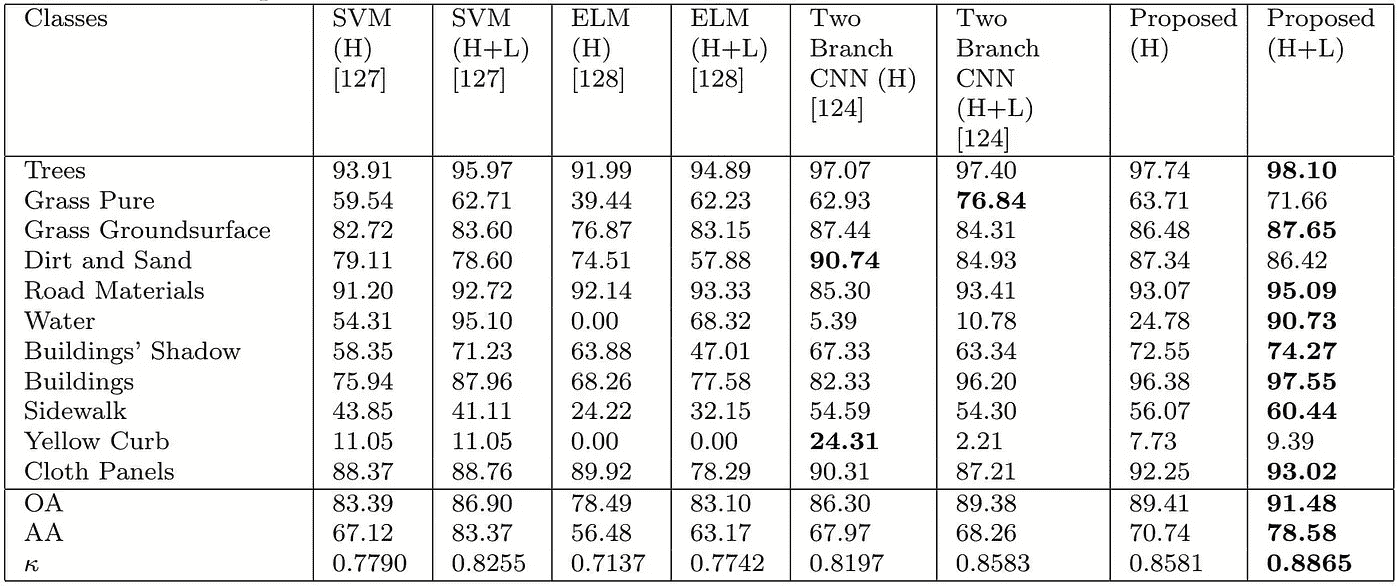 Classes SVM (H) [127] SVM (H+L) [127] ELM (H) [128] ELM (H+L) [128] Two Branch CNN (H) [124] Two Branch CNN (H+L) [124] Proposed (H) Proposed (H+L)
Trees 93.91 95.97 91.99 94.89 97.07 97.40 97.74 98.10
Grass Pure 59.54 62.71 39.44 62.23 62.93 76.84 63.71 71.66
Grass Groundsurface 82.72 83.60 76.87 83.15 87.44 84.31 86.48 87.65
Dirt and Sand 79.11 78.60 74.51 57.88 90.74 84.93 87.34 86.42
Road Materials 91.20 92.72 92.14 93.33 85.30 93.41 93.07 95.09
Water 54.31 95.10 0.00 68.32 5.39 10.78 24.78 90.73
Buildings' Shadow 58.35 71.23 63.88 47.01 67.33 63.34 72.55 74.27
Buildings 75.94 87.96 68.26 77.58 82.33 96.20 96.38 97.55
Sidewalk 43.85 41.11 24.22 32.15 54.59 54.30 56.07 60.44
Yellow Curb 11.05 11.05 0.00 0.00 24.31 2.21 7.73 9.39
Cloth Panels 88.37 88.76 89.92 78.29 90.31 87.21 92.25 93.02
OA 83.39 86.90 78.49 83.10 86.30 89.38 89.41 91.48
AA 67.12 83.37 56.48 63.17 67.97 68.26 70.74 78.58
κ 0.7790 0.8255 0.7137 0.7742 0.8197 0.8583 0.8581 0.8865